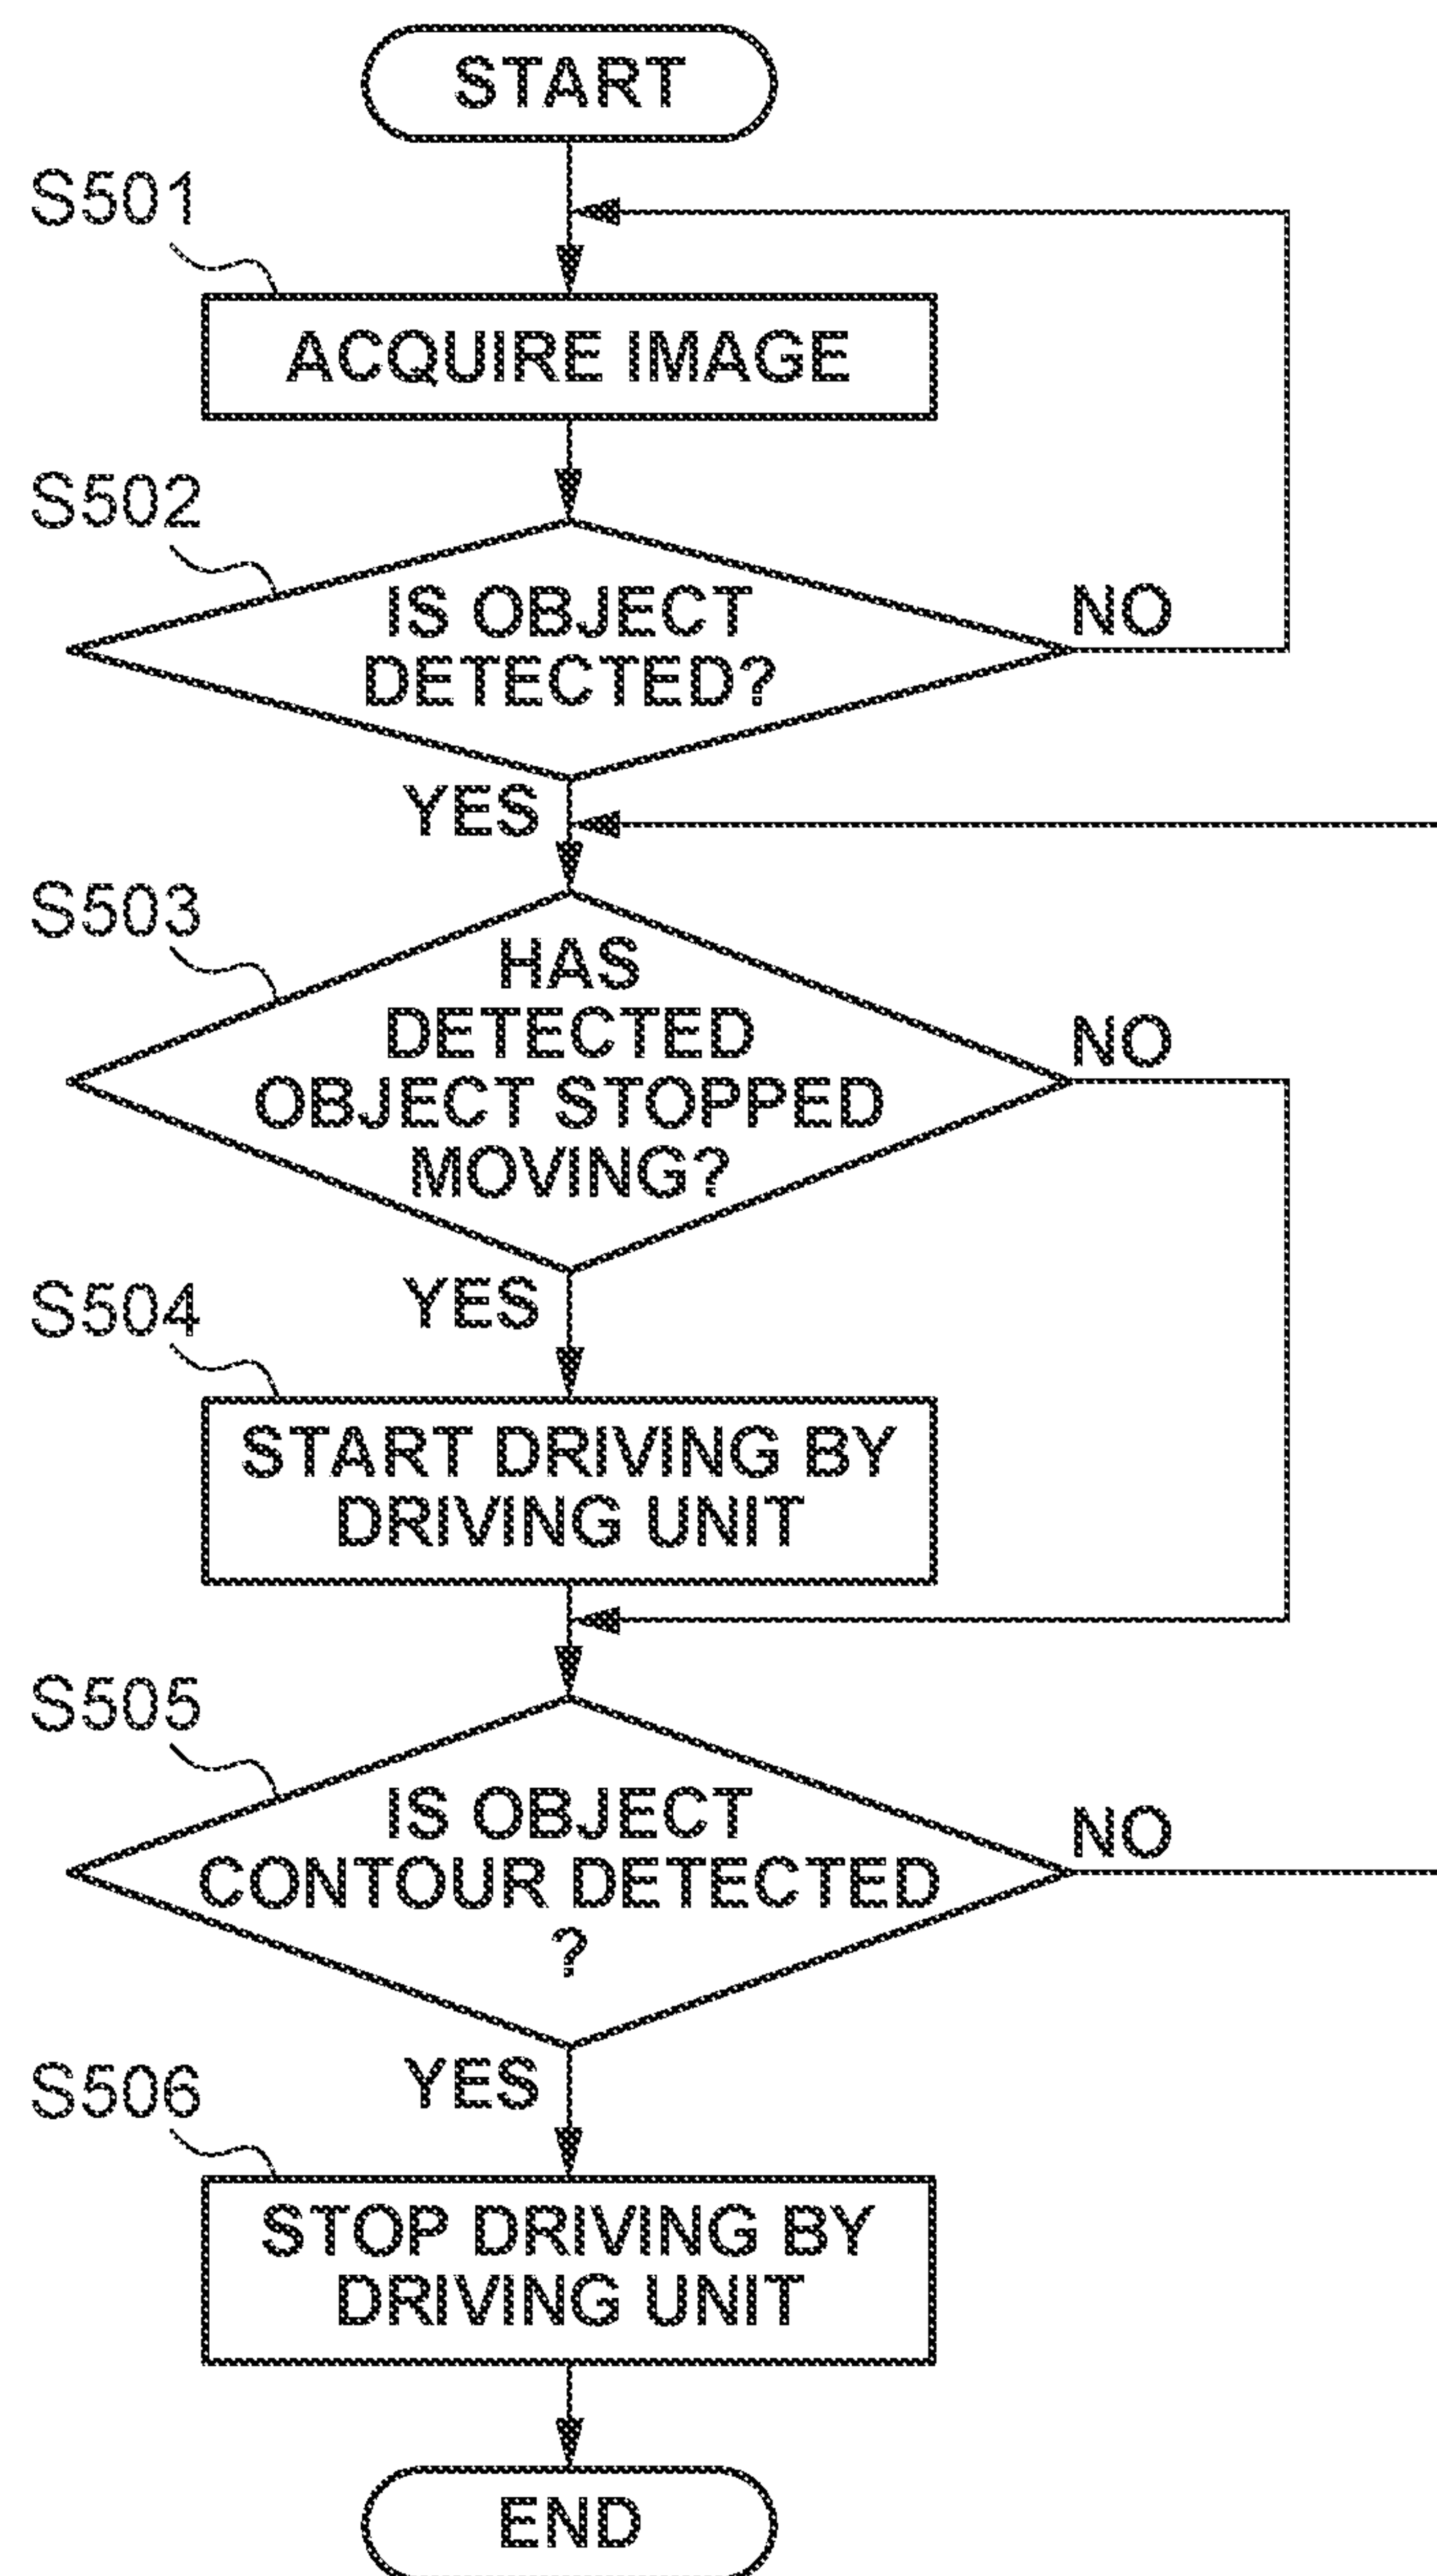 START
S501
ACQUIRE IMAGE
S502
IS OBJECT
DETECTED?
NO
YES
S503
HAS
DETECTED
OBJECT STOPPED
MOVING?
NO
YES
S504
START DRIVING BY
DRIVING UNIT
S505
IS OBJECT
CONTOUR DETECTED
?
NO
YES
S506
STOP DRIVING BY
DRIVING UNIT
END